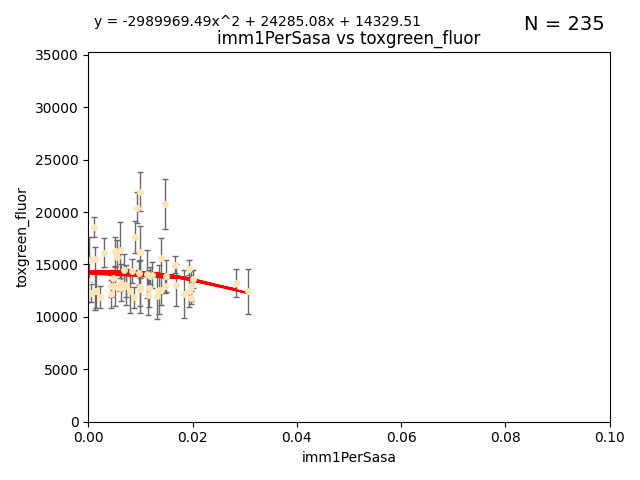 y = -2989969.49x^2 + 24285.08x + 14329.51
N = 235
imm1PerSasa vs toxgreen_fluor
35000
30000
25000
20000
15000
10000
5000
0
toxgreen_fluor
0.00 0.02 0.04 0.06 0.08 0.10
imm1PerSasa